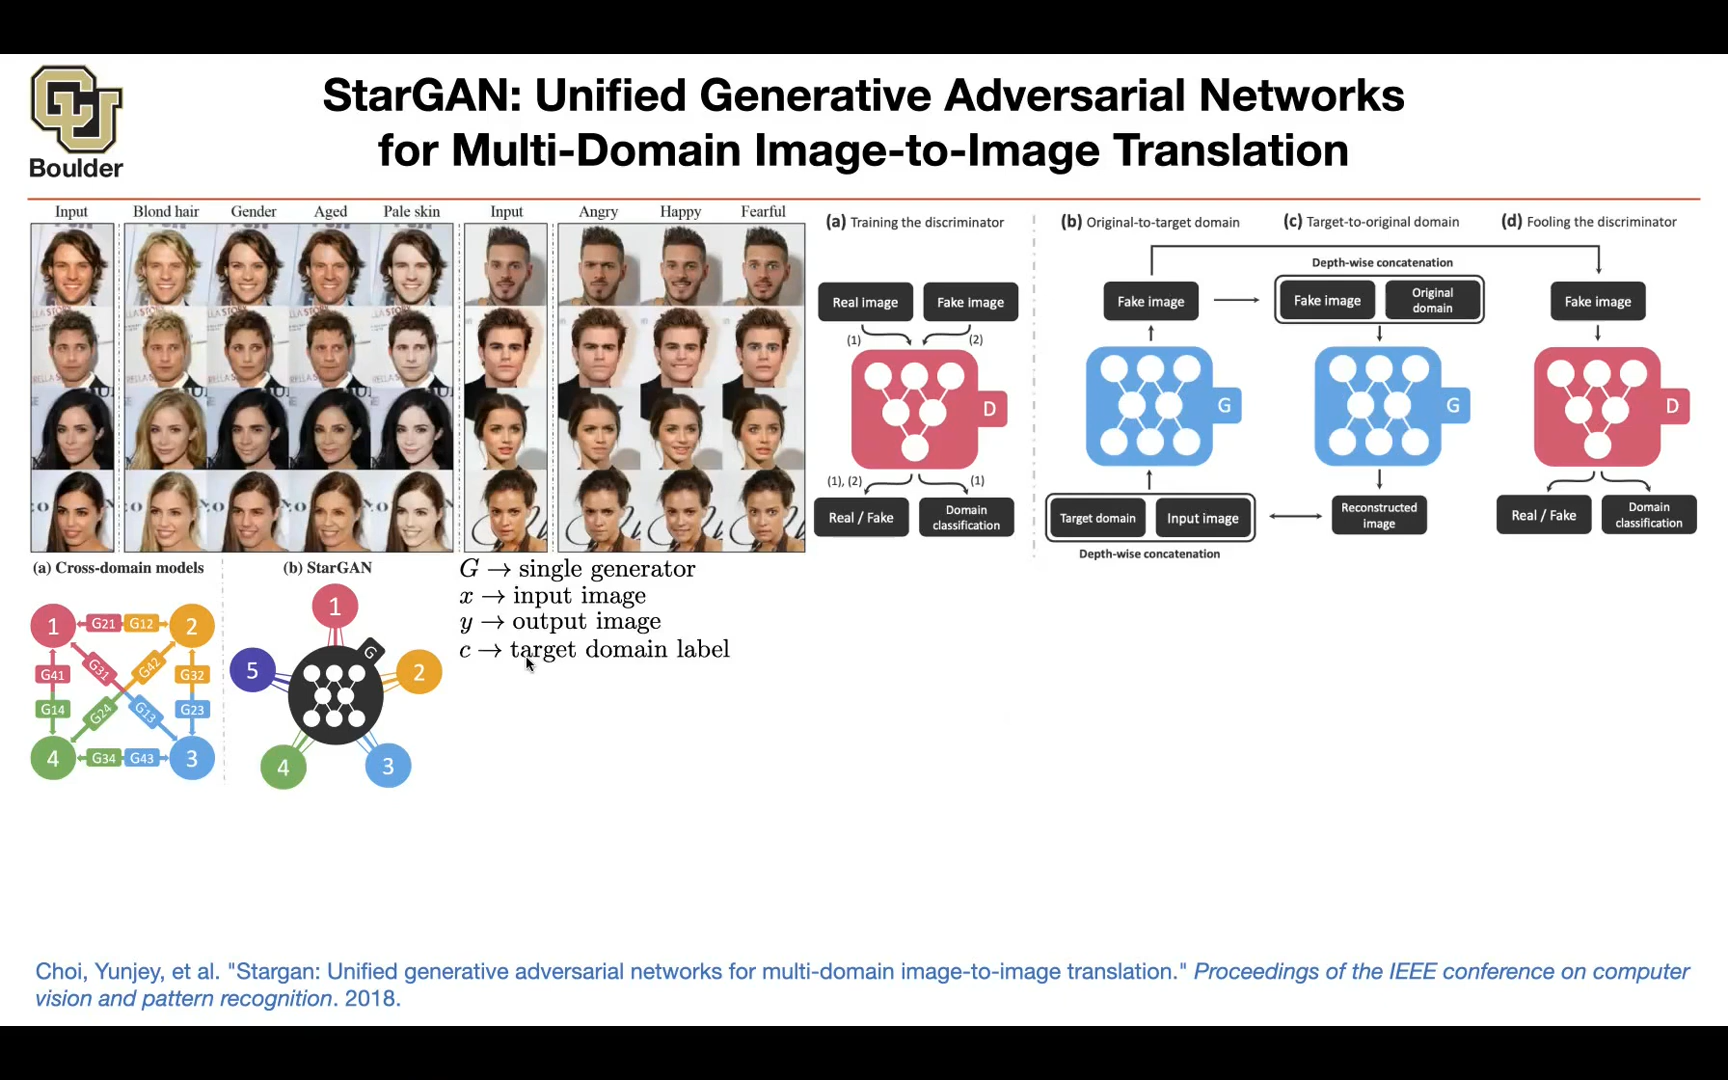 Boulder
StarGAN: Unified Generative Adversarial Networks
for Multi-Domain Image-to-Image Translation
Input Blond hair Gender Aged Pale skin Input Angry Happy Fearful
(a) Training the discriminator
(b) Original-to-target domain
(c) Target-to-original domain
(d) Fooling the discriminator
Real image
Fake image
(1)
(2)
D
(1), (2)
(1)
Real / Fake
Domain
classification
Fake image
G
Target domain
Input image
Depth-wise concatenation
Depth-wise concatenation
Fake image
Original
domain
G
Reconstructed
image
Fake image
D
Real / Fake
Domain
classification
(a) Cross-domain models
1
G21
G12
2
G41
G31
G42
G32
G14
G24
G13
G23
4
G34
G43
3
(b) StarGAN
1
G
5
2
4
3
G → single generator
x → input image
y → output image
c → target domain label
Choi, Yunjey, et al. "Stargan: Unified generative adversarial networks for multi-domain image-to-image translation." Proceedings of the IEEE conference on computer
vision and pattern recognition. 2018.